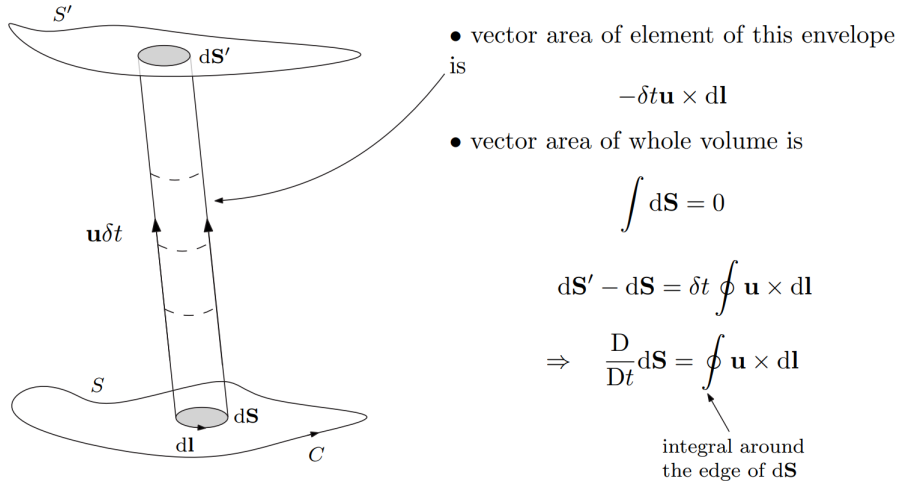 S′
dS′
uδt
S
dS
dl
C
• vector area of element of this envelope
is
−δtu × dl
• vector area of whole volume is
∫ dS = 0
dS′ − dS = δt ∮ u × dl
⇒ D/Dt dS = ∮ u × dl
integral around
the edge of dS